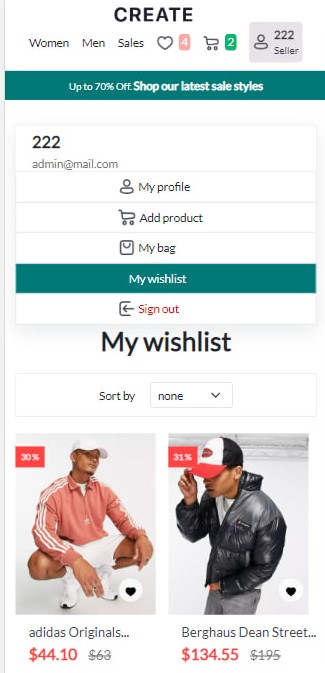 CREATE
Women Men Sales 4 2 222
Seller
Up to 70% Off. Shop our latest sale styles
222
admin@mail.com
My profile
Add product
My bag
My wishlist
Sign out
My wishlist
Sort by none
30% 31%
adidas Originals... Berghaus Dean Street...
$44.10 $63 $134.55 $195